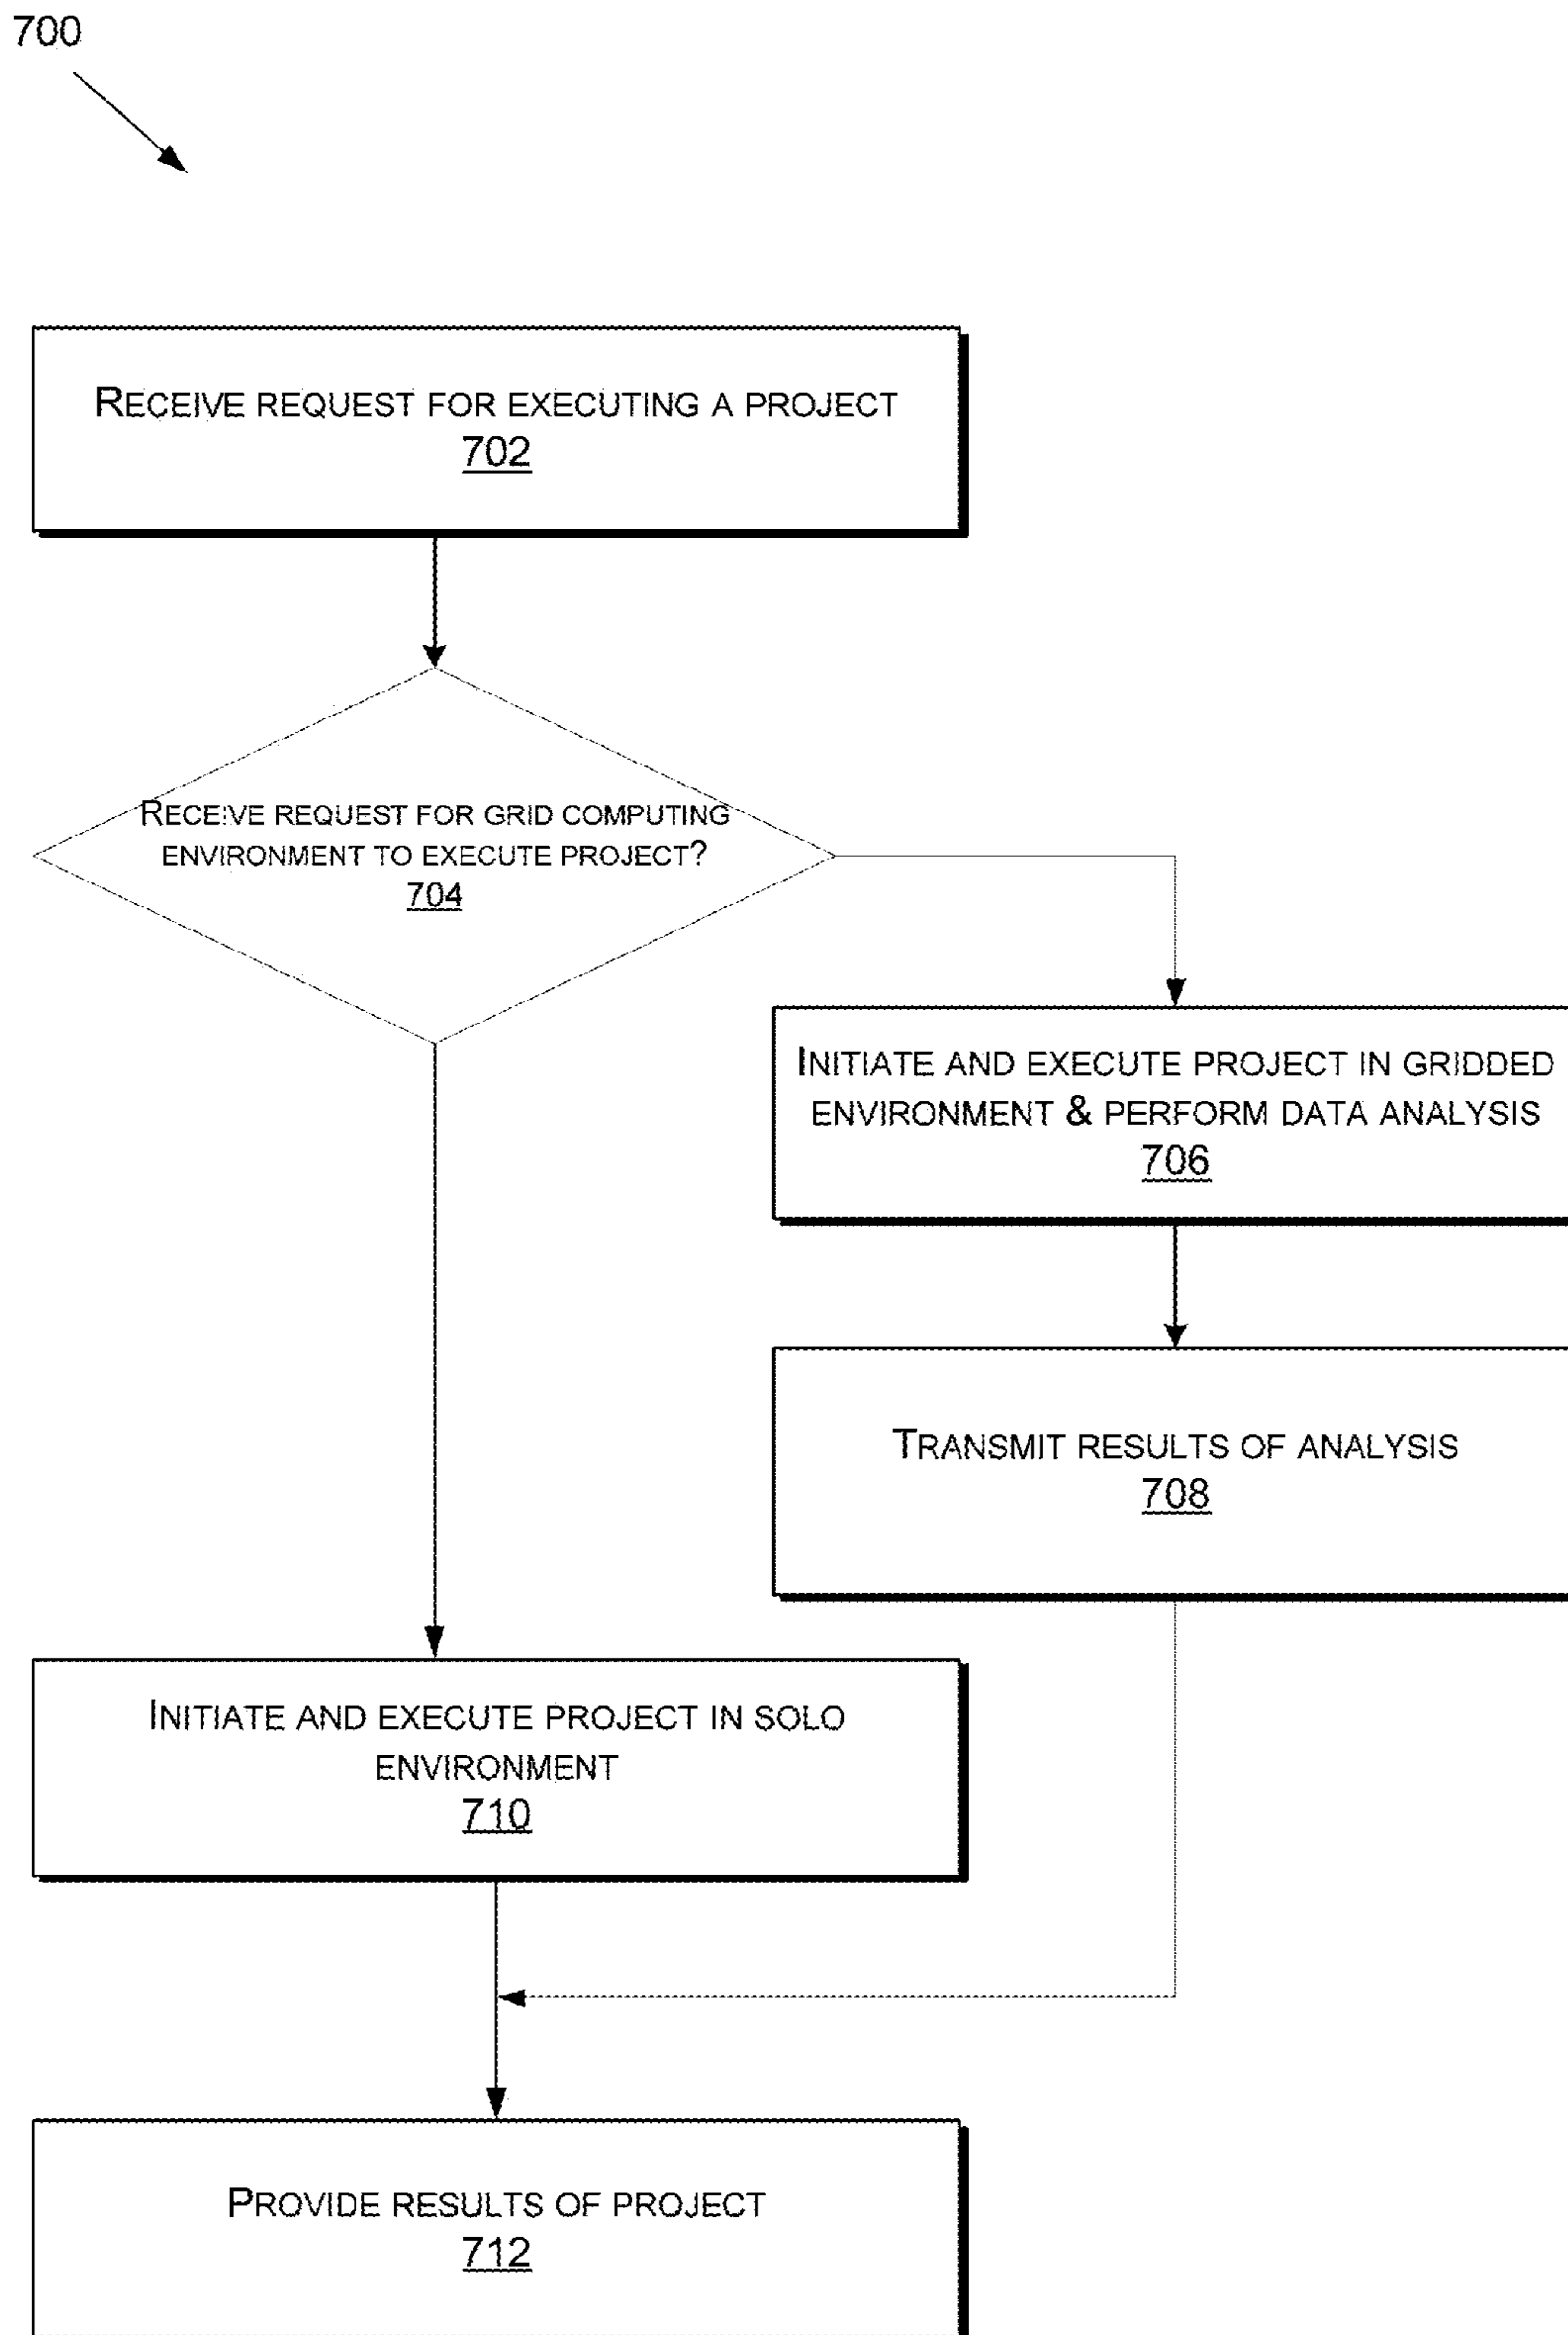 700
RECEIVE REQUEST FOR EXECUTING A PROJECT
702
RECEIVE REQUEST FOR GRID COMPUTING
ENVIRONMENT TO EXECUTE PROJECT?
704
INITIATE AND EXECUTE PROJECT IN GRIDDED
ENVIRONMENT & PERFORM DATA ANALYSIS
706
TRANSMIT RESULTS OF ANALYSIS
708
INITIATE AND EXECUTE PROJECT IN SOLO
ENVIRONMENT
710
PROVIDE RESULTS OF PROJECT
712